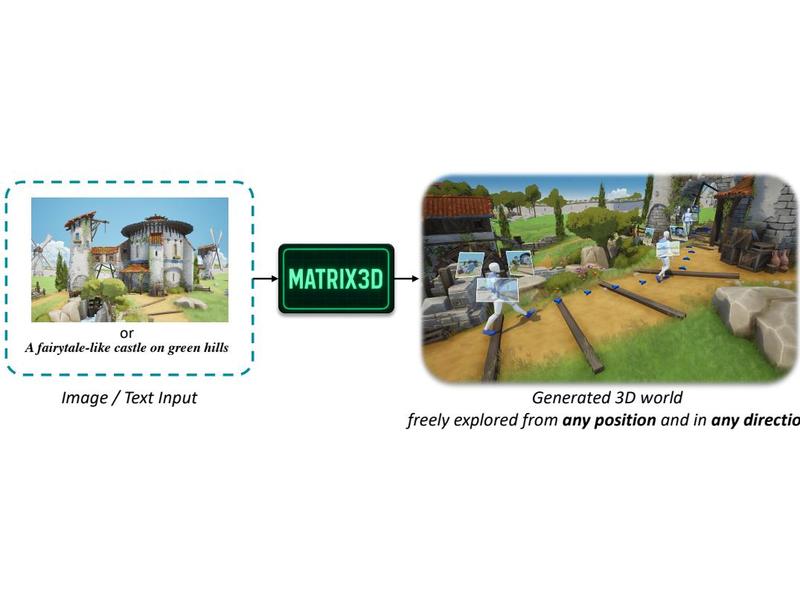 or
A fairytale-like castle on green hills
MATRIX3D
Image / Text Input
Generated 3D world
freely explored from any position and in any directio